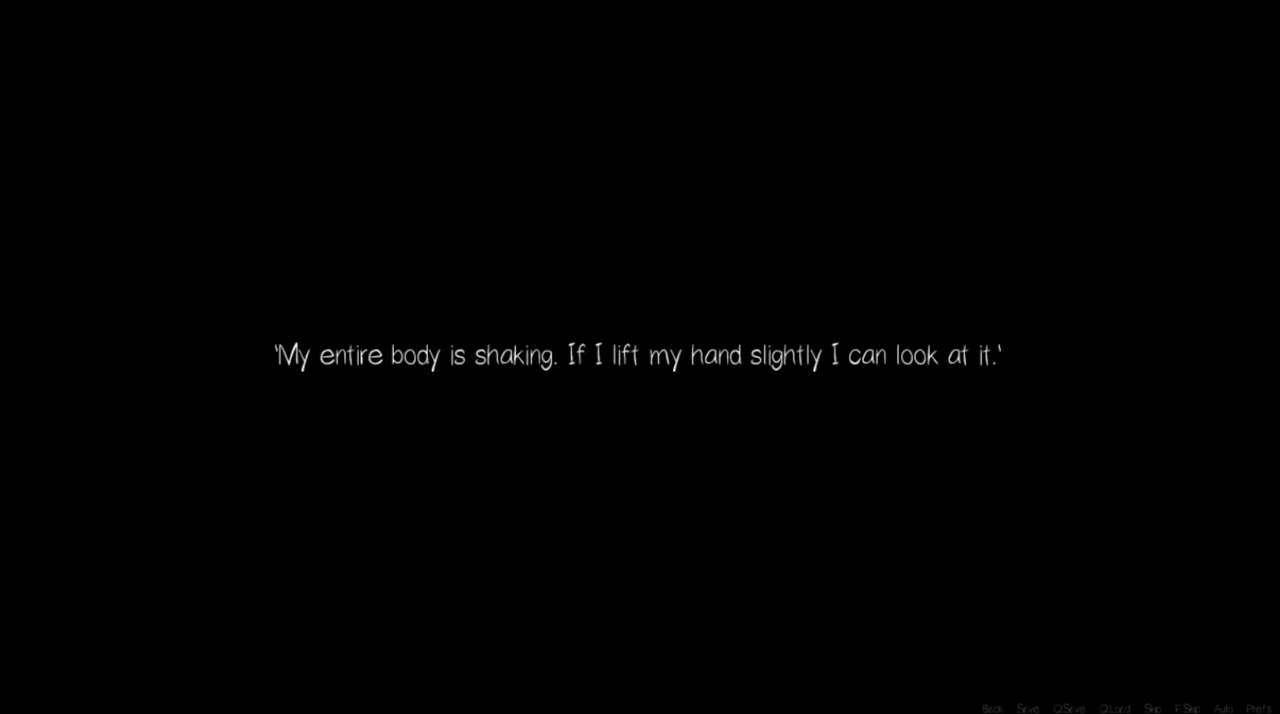 'My entire body is shaking. If I lift my hand slightly I can look at it.'
Back Save Q.Save Q.Load Skip F.Skip Auto Prefs